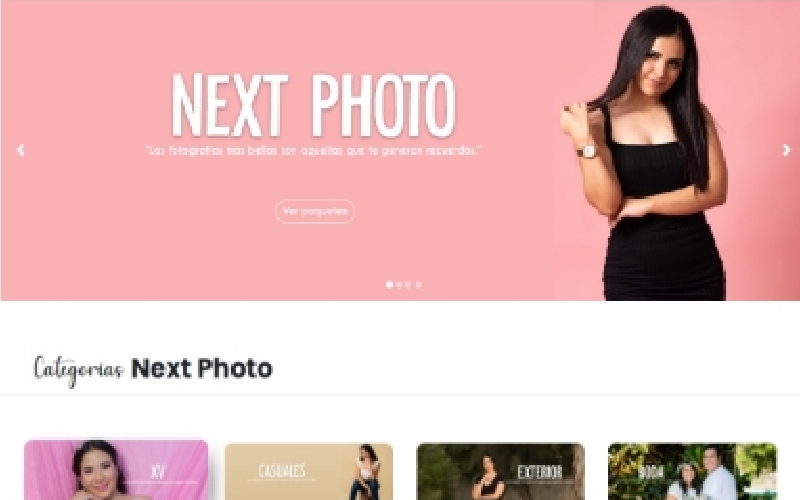 NEXT PHOTO
"Las fotografías más bellas son aquellas que te generan recuerdos."
Ver paquetes
Categorías Next Photo
XV
CASUALES
EXTERIOR
BODA